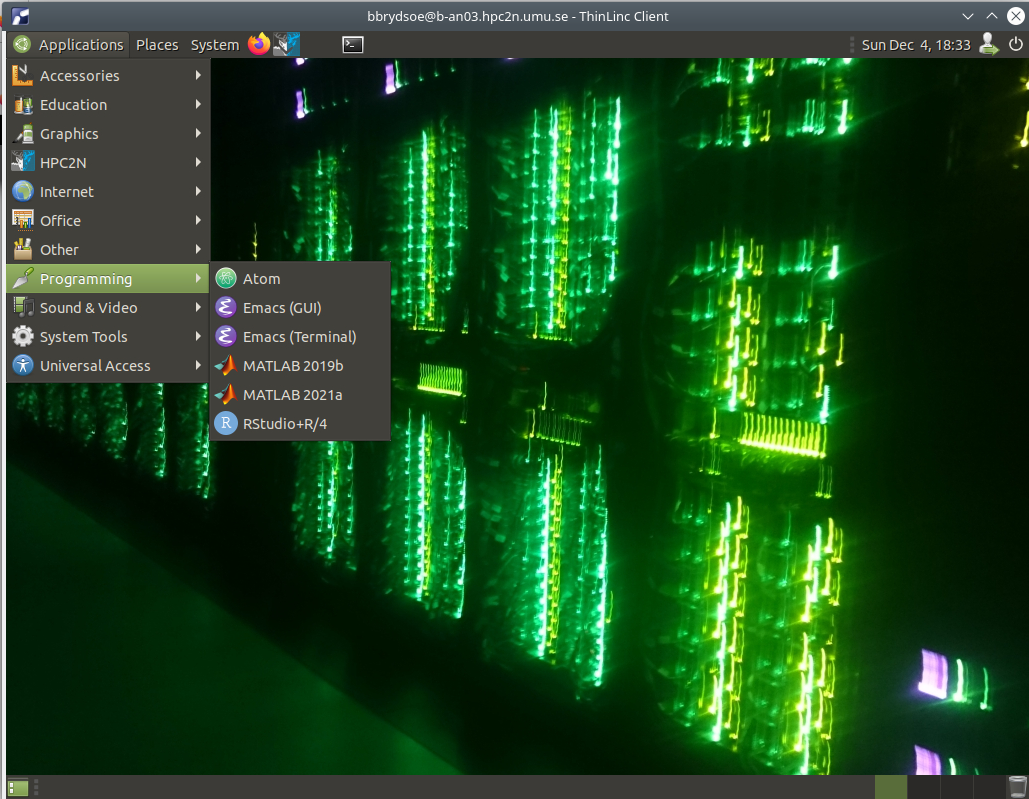 bbrydsoe@b-an03.hpc2n.umu.se - ThinLinc Client
Applications Places System Sun Dec 4, 18:33
Accessories
Education
Graphics
HPC2N
Internet
Office
Other
Programming
Sound & Video
System Tools
Universal Access
Atom
Emacs (GUI)
Emacs (Terminal)
MATLAB 2019b
MATLAB 2021a
RStudio+R/4